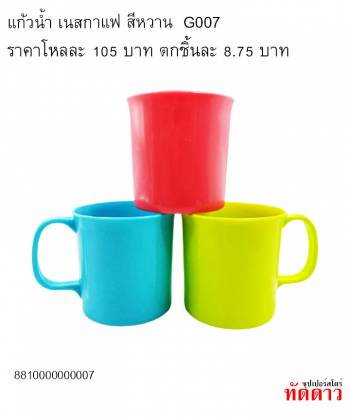 แก้วน้ำ เนสกาแฟ สีหวาน G007
ราคาโหลละ 105 บาท ตกชิ้นละ 8.75 บาท
8810000000007
ซุปเปอร์สโตร์
ทัดดาว